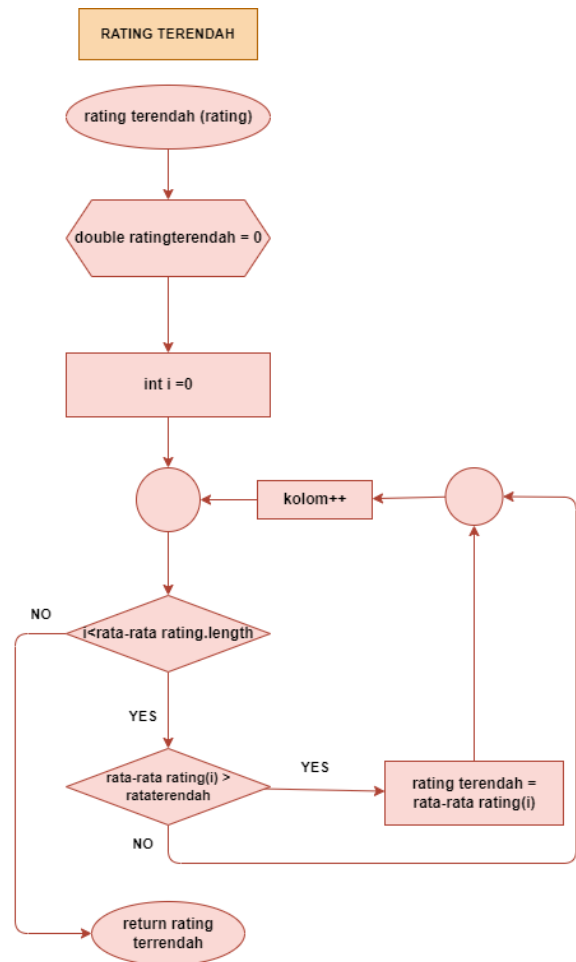 RATING TERENDAH
rating terendah (rating)
double ratingterendah = 0
int i =0
kolom++
i<rata-rata rating.length
NO
YES
rata-rata rating(i) >
rataterendah
YES
rating terendah =
rata-rata rating(i)
NO
return rating
terrendah